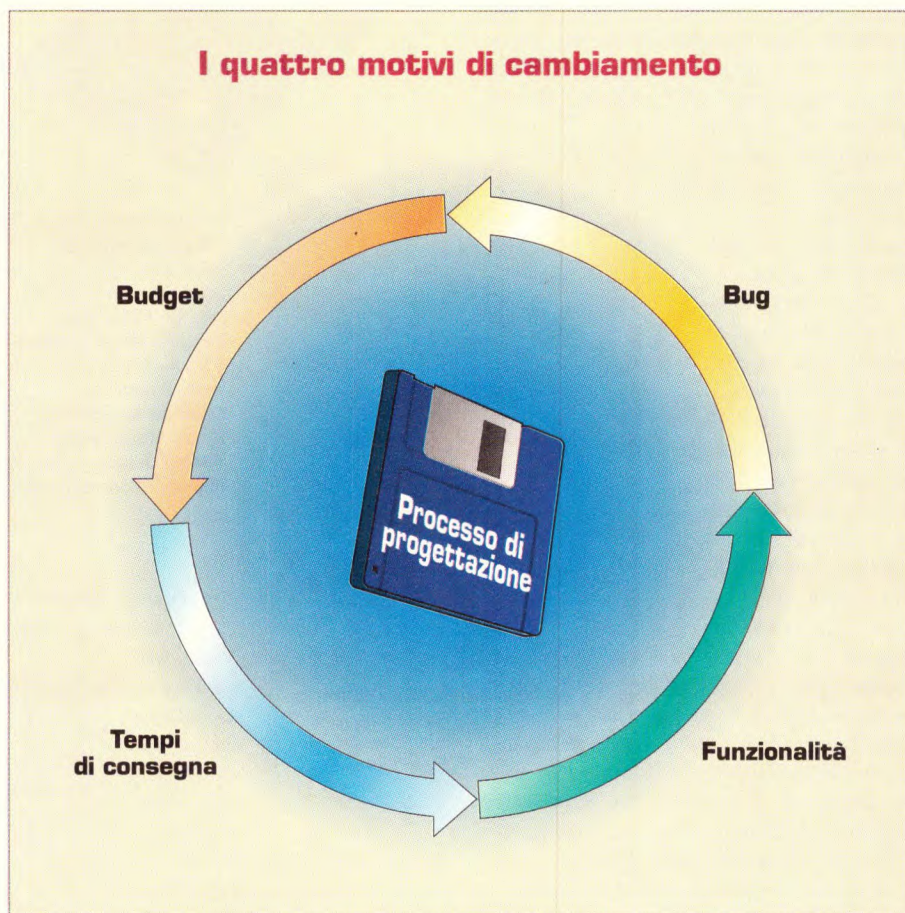 I quattro motivi di cambiamento
Budget
Bug
Processo di
progettazione
Tempi
di consegna
Funzionalità